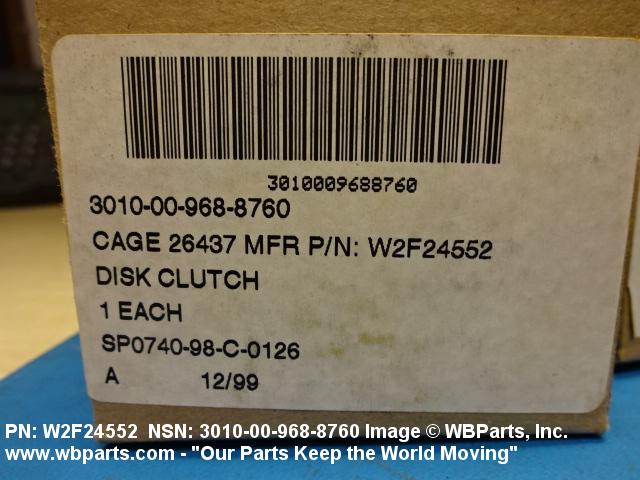 3010009688760
3010-00-968-8760
CAGE 26437 MFR P/N: W2F24552
DISK CLUTCH
1 EACH
SP0740-98-C-0126
A 12/99
PN: W2F24552 NSN: 3010-00-968-8760 Image © WBParts, Inc.
www.wbparts.com - "Our Parts Keep the World Moving"